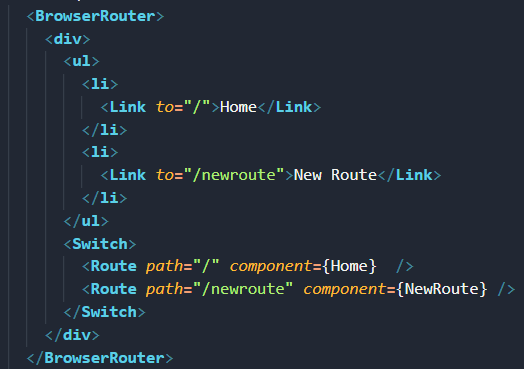 <BrowserRouter>
<div>
<ul>
<li>
<Link to="/">Home</Link>
</li>
<li>
<Link to="/newroute">New Route</Link>
</li>
</ul>
<Switch>
<Route path="/" component={Home}  />
<Route path="/newroute" component={NewRoute} />
</Switch>
</div>
</BrowserRouter>